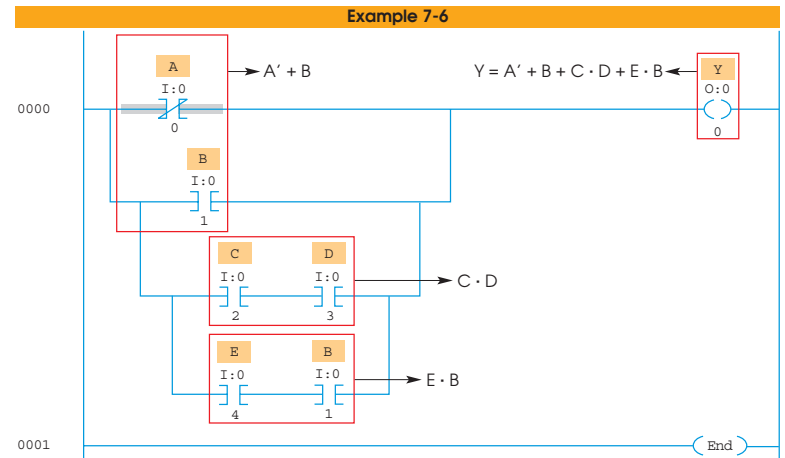 Example 7-6
A
A′ + B
Y = A′ + B + C · D + E · B
Y
I:0
O:0
0000
0
0
B
I:0
1
C
D
I:0
I:0
C · D
2
3
E
B
I:0
I:0
E · B
4
1
0001
End